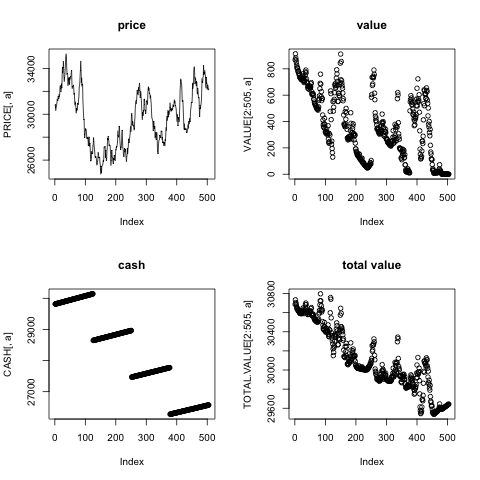 price
PRICE[, a]
26000 30000 34000
0 100 200 300 400 500
Index
value
VALUE[2:505, a]
0 200 400 600 800
0 100 200 300 400 500
Index
cash
CASH[, a]
27000 29000
0 100 200 300 400 500
Index
total value
TOTAL.VALUE[2:505, a]
29600 30000 30400 30800
0 100 200 300 400 500
Index